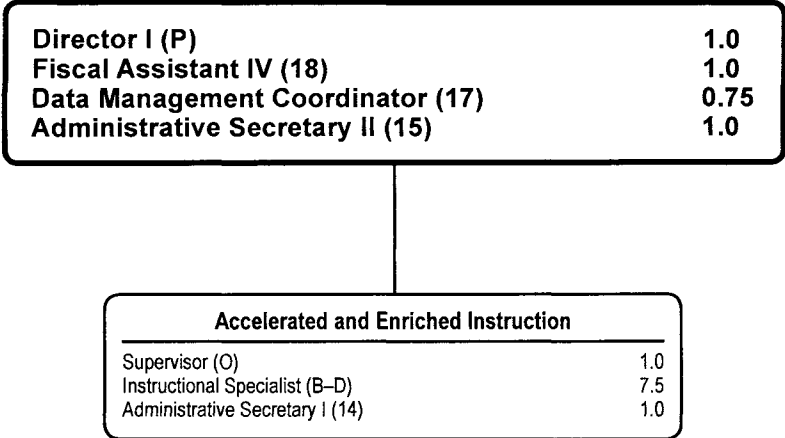 Director I (P) 1.0
Fiscal Assistant IV (18) 1.0
Data Management Coordinator (17) 0.75
Administrative Secretary II (15) 1.0
Accelerated and Enriched Instruction
Supervisor (O) 1.0
Instructional Specialist (B–D) 7.5
Administrative Secretary I (14) 1.0